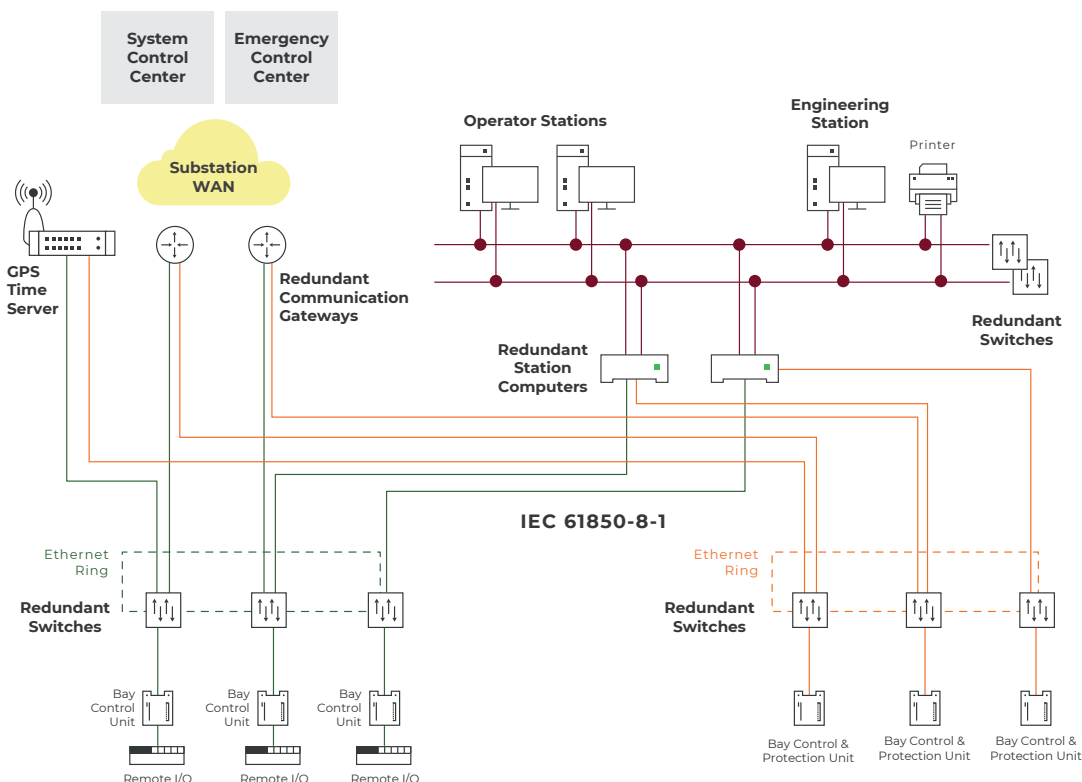 System
Control
Center
Emergency
Control
Center
Substation
WAN
GPS
Time
Server
Redundant
Communication
Gateways
Operator Stations
Engineering
Station
Printer
Redundant
Switches
Redundant
Station
Computers
IEC 61850-8-1
Ethernet
Ring
Redundant
Switches
Ethernet
Ring
Redundant
Switches
Bay
Control
Unit
Bay
Control
Unit
Bay
Control
Unit
Remote I/O
Remote I/O
Remote I/O
Bay Control &
Protection Unit
Bay Control &
Protection Unit
Bay Control &
Protection Unit